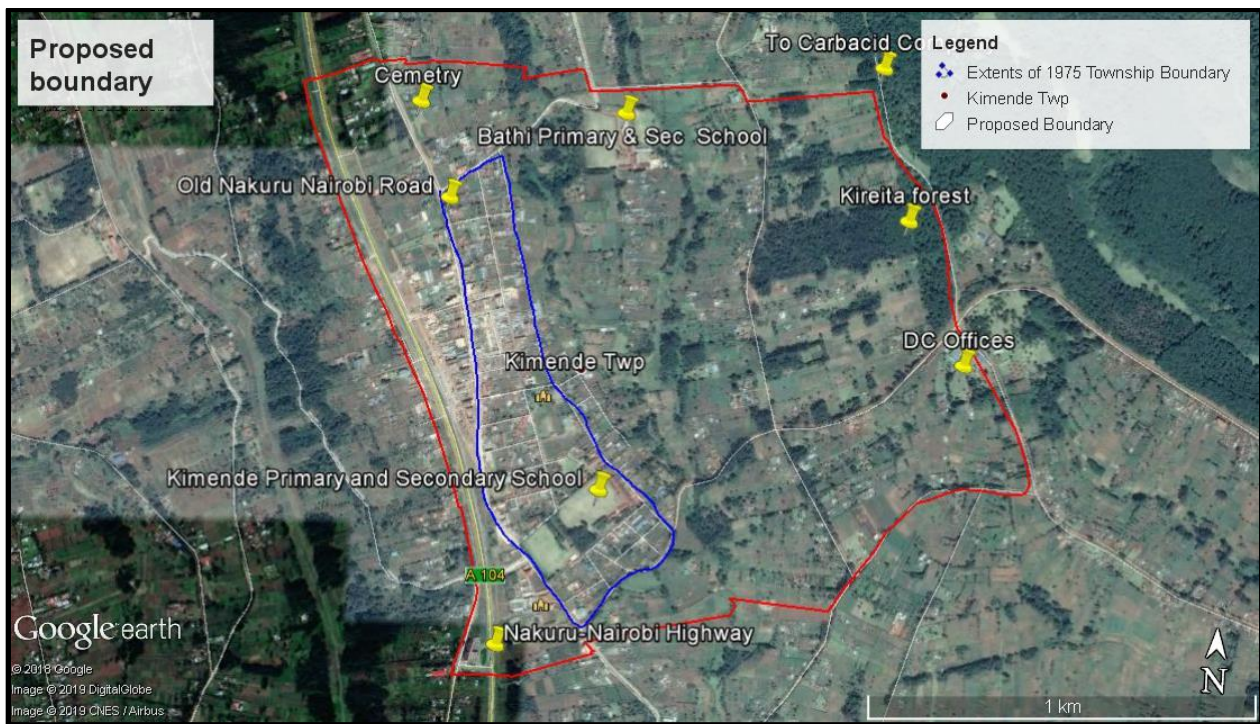 Proposed
boundary
To Carbacid Co
Legend
Extents of 1975 Township Boundary
Kimende Twp
Proposed Boundary
Cemetry
Bathi Primary & Sec School
Old Nakuru Nairobi Road
Kireita forest
DC Offices
Kimende Twp
Kimende Primary and Secondary School
A 104
Nakuru-Nairobi Highway
Google earth
© 2018 Google
Image © 2019 DigitalGlobe
Image © 2019 CNES / Airbus
1 km
N